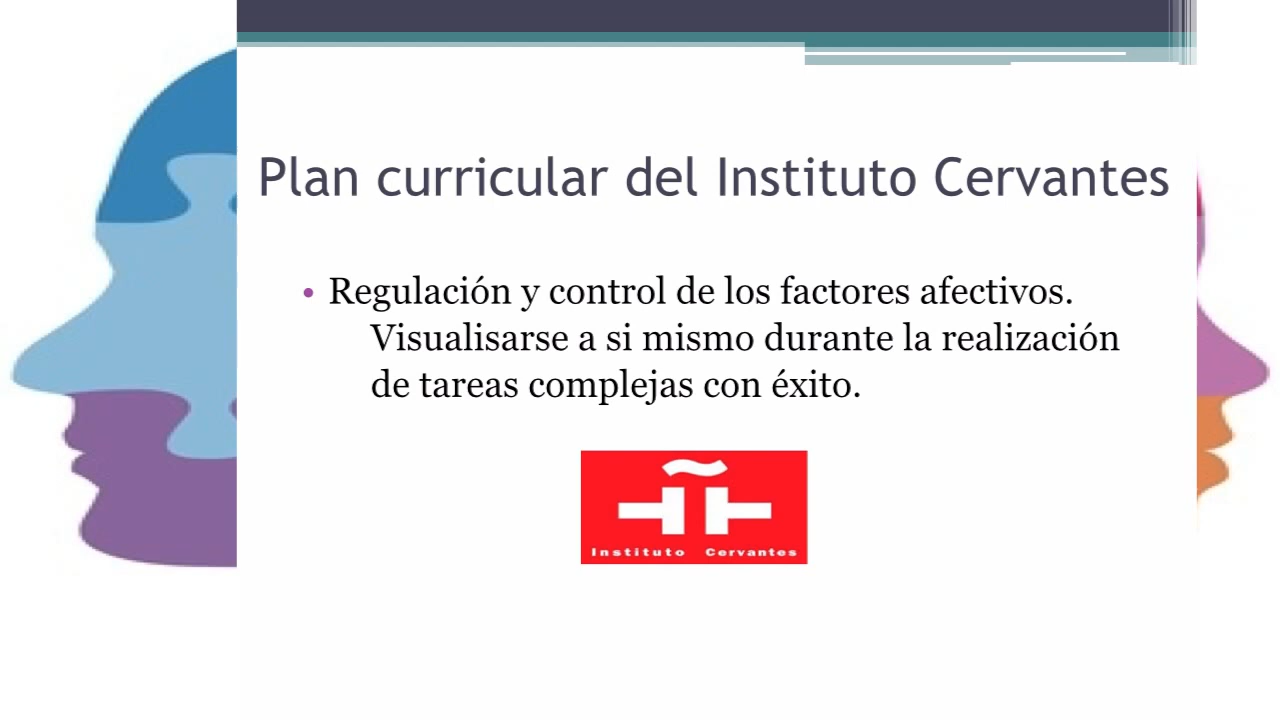 Plan curricular del Instituto Cervantes
• Regulación y control de los factores afectivos.
Visualisarse a si mismo durante la realización
de tareas complejas con éxito.
Instituto Cervantes